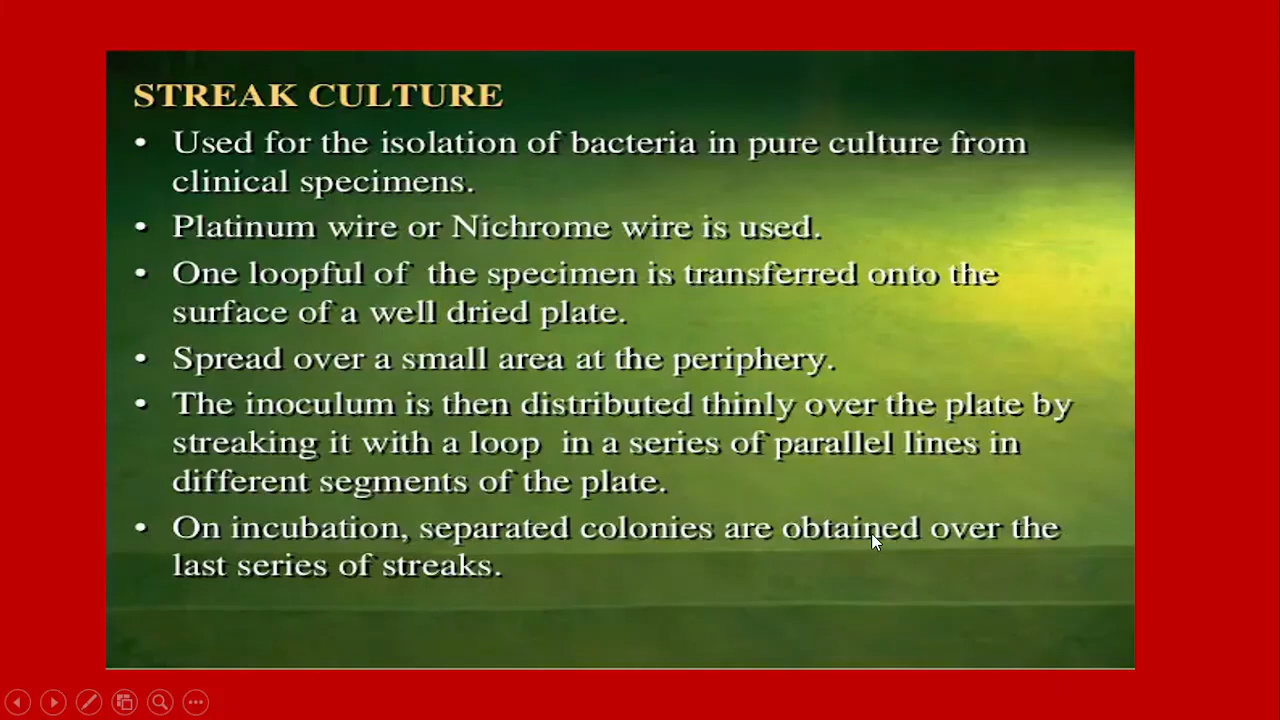 STREAK CULTURE
• Used for the isolation of bacteria in pure culture from
clinical specimens.
• Platinum wire or Nichrome wire is used.
• One loopful of the specimen is transferred onto the
surface of a well dried plate.
• Spread over a small area at the periphery.
• The inoculum is then distributed thinly over the plate by
streaking it with a loop in a series of parallel lines in
different segments of the plate.
• On incubation, separated colonies are obtained over the
last series of streaks.